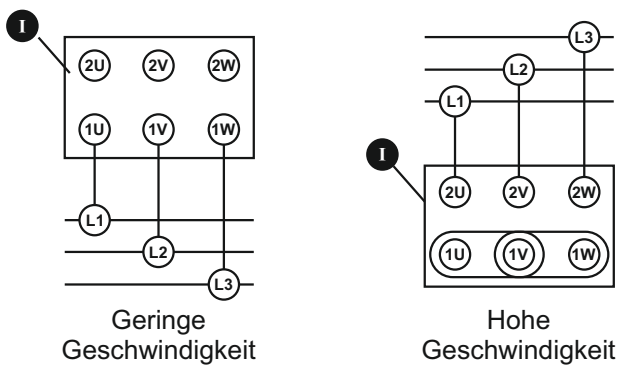 I
2U 2V 2W
1U 1V 1W
L1
L2
L3
Geringe
Geschwindigkeit
L3
L2
L1
I
2U 2V 2W
1U 1V 1W
Hohe
Geschwindigkeit